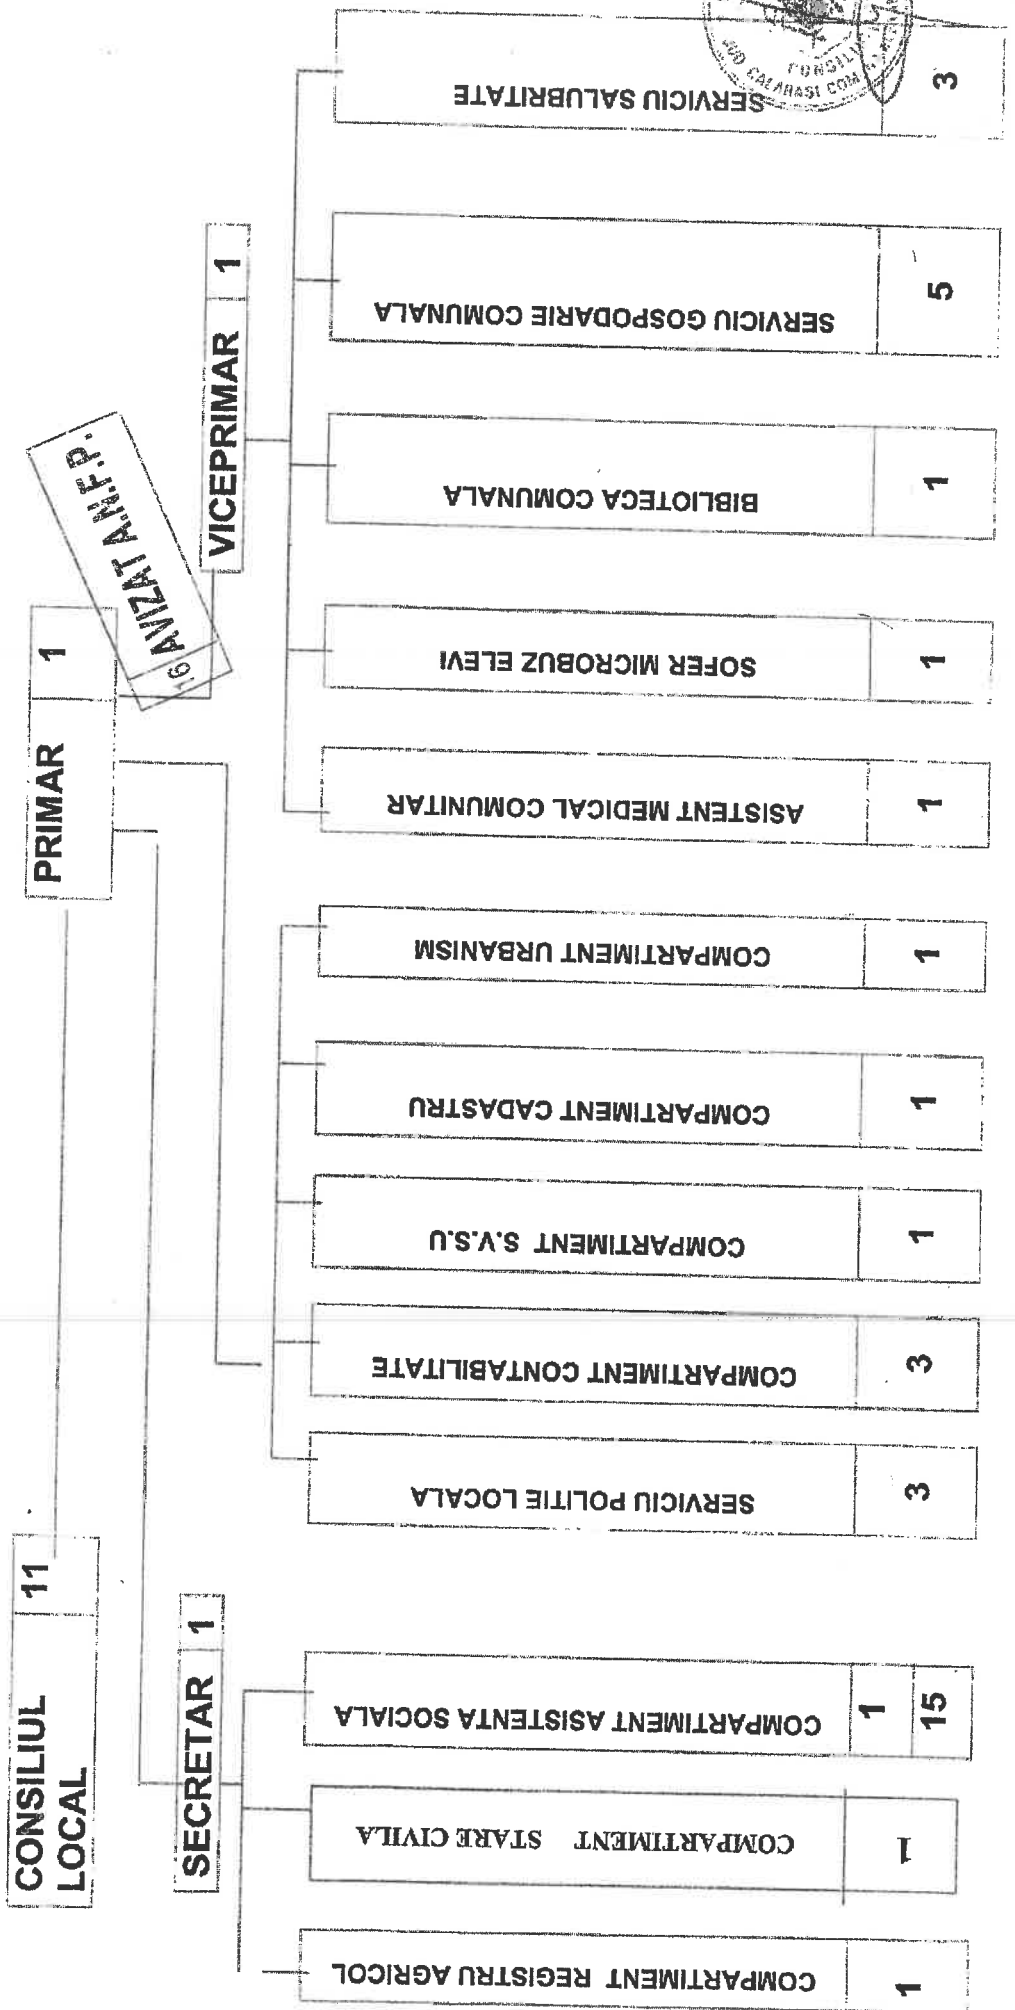 CONSILIUL
LOCAL
11
PRIMAR
1
16 AVIZAT A.N.F.P.
SECRETAR
1
VICEPRIMAR
1
COMPARTIMENT REGISTRU AGRICOL
1
COMPARTIMENT STARE CIVILA
1
COMPARTIMENT ASISTENTA SOCIALA
1
15
SERVICIU POLITIE LOCALA
3
COMPARTIMENT CONTABILITATE
3
COMPARTIMENT S.V.S.U
1
COMPARTIMENT CADASTRU
1
COMPARTIMENT URBANISM
1
ASISTENT MEDICAL COMUNITAR
1
SOFER MICROBUZ ELEVI
1
BIBLIOTECA COMUNALA
1
SERVICIU GOSPODARIE COMUNALA
5
SERVICIU SALUBRITATE
3
JUD CALARASI COM